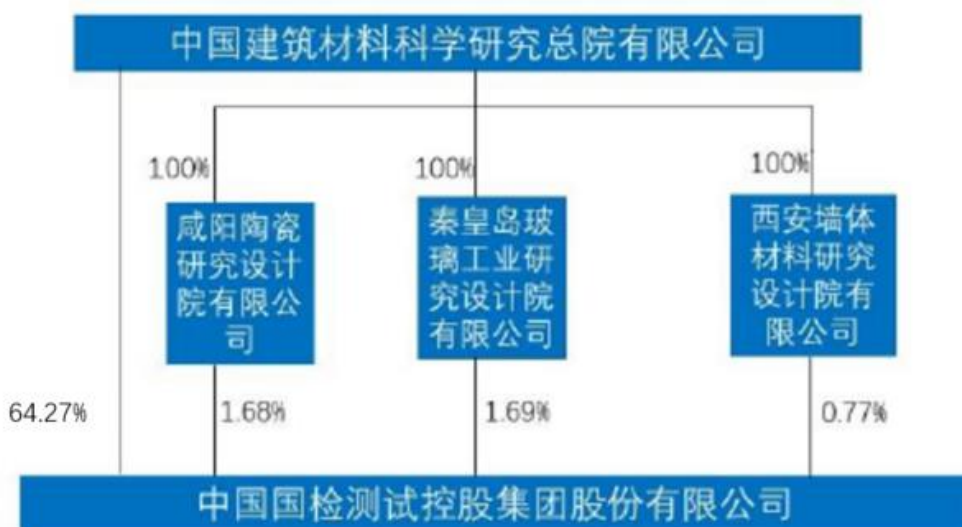 中国建筑材料科学研究总院有限公司
100%
100%
100%
咸阳陶瓷
研究设计
院有限公
司
秦皇岛玻
璃工业研
究设计院
有限公司
西安墙体
材料研究
设计院有
限公司
64.27%
1.68%
1.69%
0.77%
中国国检测试控股集团股份有限公司